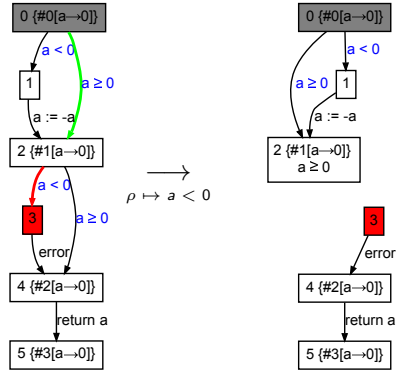 0 {#0[a→0]}
a < 0
1
a ≥ 0
a := -a
2 {#1[a→0]}
a < 0
3
a ≥ 0
error
4 {#2[a→0]}
return a
5 {#3[a→0]}
⟶
ρ ↦ a < 0
0 {#0[a→0]}
a < 0
a ≥ 0
1
a := -a
2 {#1[a→0]}
a ≥ 0
3
error
4 {#2[a→0]}
return a
5 {#3[a→0]}